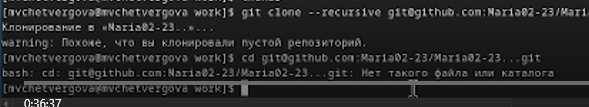 [mvchetvergova@mvchetvergova work]$ git clone --recursive git@github.com:Maria02-23/Mari
Клонирование в «Maria02-23..»...
warning: Похоже, что вы клонировали пустой репозиторий.
[mvchetvergova@mvchetvergova work]$ cd git@github.com:Maria02-23/Maria02-23...git
bash: cd: git@github.com:Maria02-23/Maria02-23...git: Нет такого файла или каталога
[mvchetvergova@mvchetvergova work]$
0:36:37